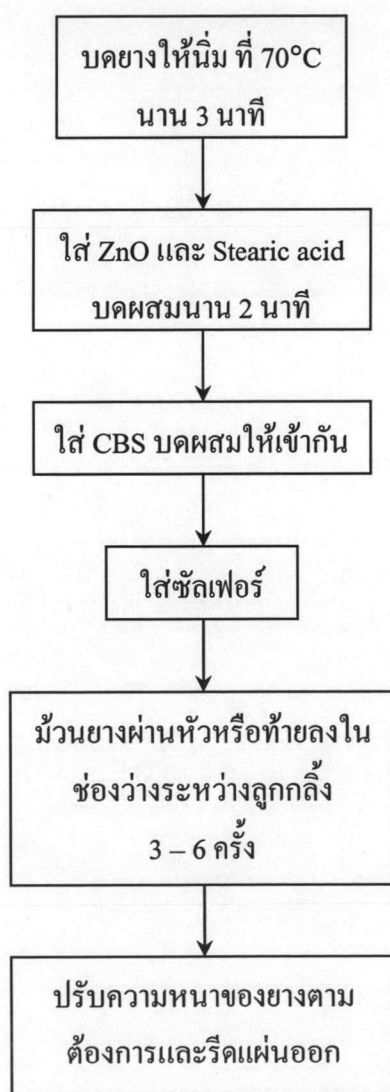 บดยางให้นิ่ม ที่ 70°C
นาน 3 นาที
ใส่ ZnO และ Stearic acid
บดผสมนาน 2 นาที
ใส่ CBS บดผสมให้เข้ากัน
ใส่ซัลเฟอร์
ม้วนยางผ่านหัวหรือท้ายลงใน
ช่องว่างระหว่างลูกกลิ้ง
3 – 6 ครั้ง
ปรับความหนาของยางตาม
ต้องการและรีดแผ่นออก